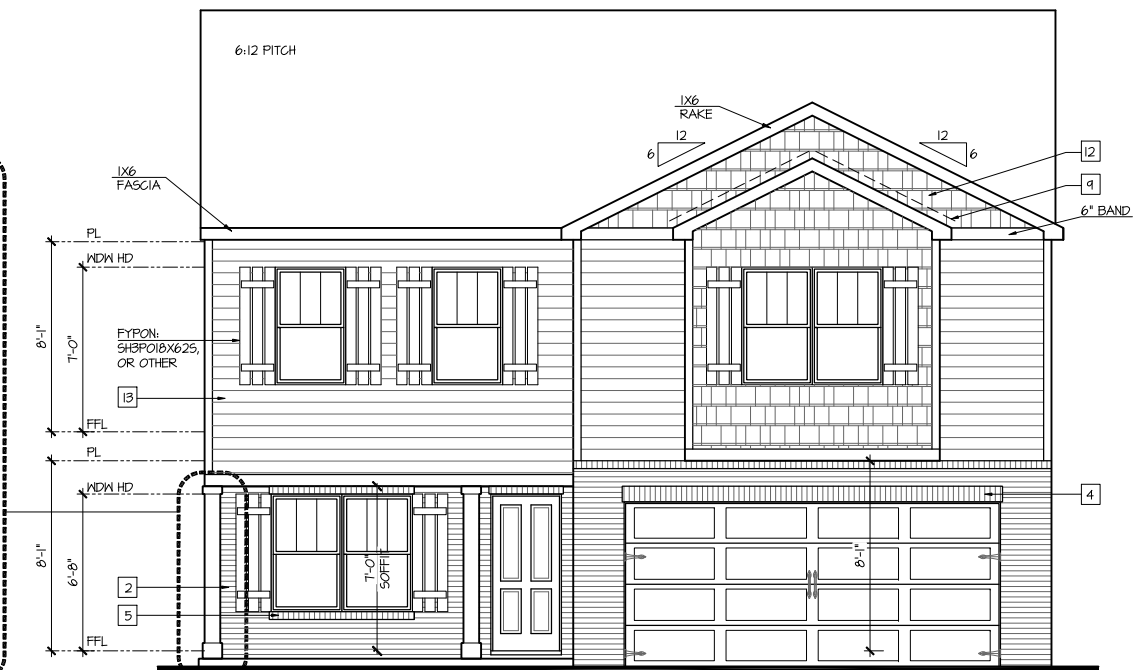 6:12 PITCH
1X6
RAKE
12
6
12
6
12
9
6" BAND
1X6
FASCIA
PL
WDW HD
8'-1"
7'-0"
FYPON:
SH3PO18X62S,
OR OTHER
13
FFL
PL
WDW HD
4
8'-1"
6'-8"
7'-0"
SOFFIT
8'-1"
2
5
FFL